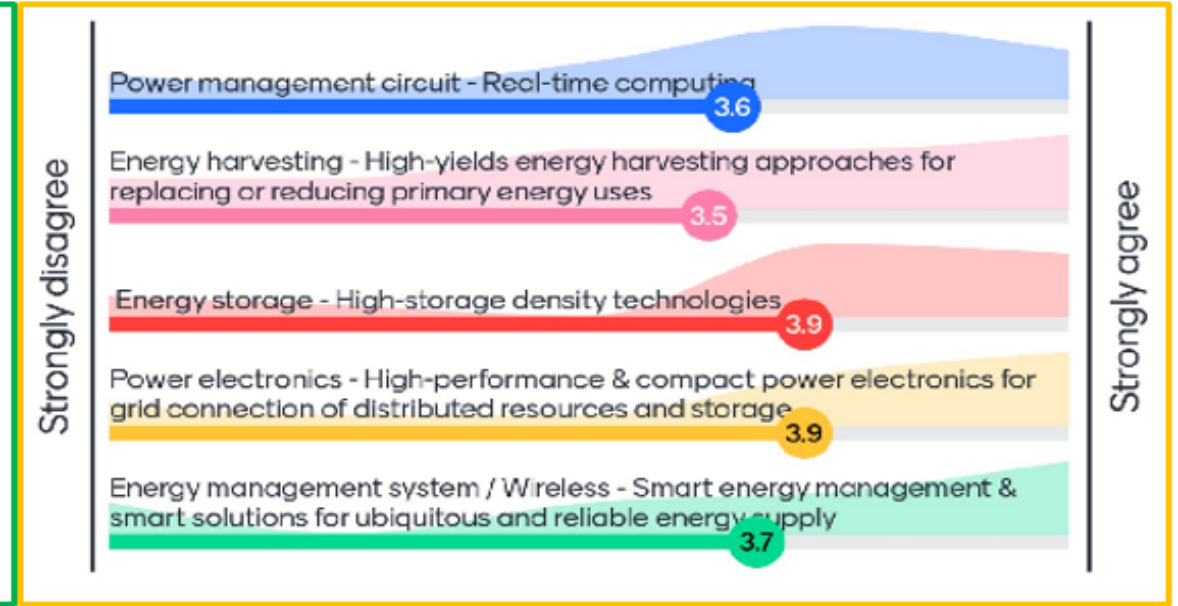 Strongly disagree
Power management circuit - Real-time computing
3.6
Energy harvesting - High-yields energy harvesting approaches for
replacing or reducing primary energy uses
3.5
Energy storage - High-storage density technologies
3.9
Power electronics - High-performance & compact power electronics for
grid connection of distributed resources and storage
3.9
Energy management system / Wireless - Smart energy management &
smart solutions for ubiquitous and reliable energy supply
3.7
Strongly agree